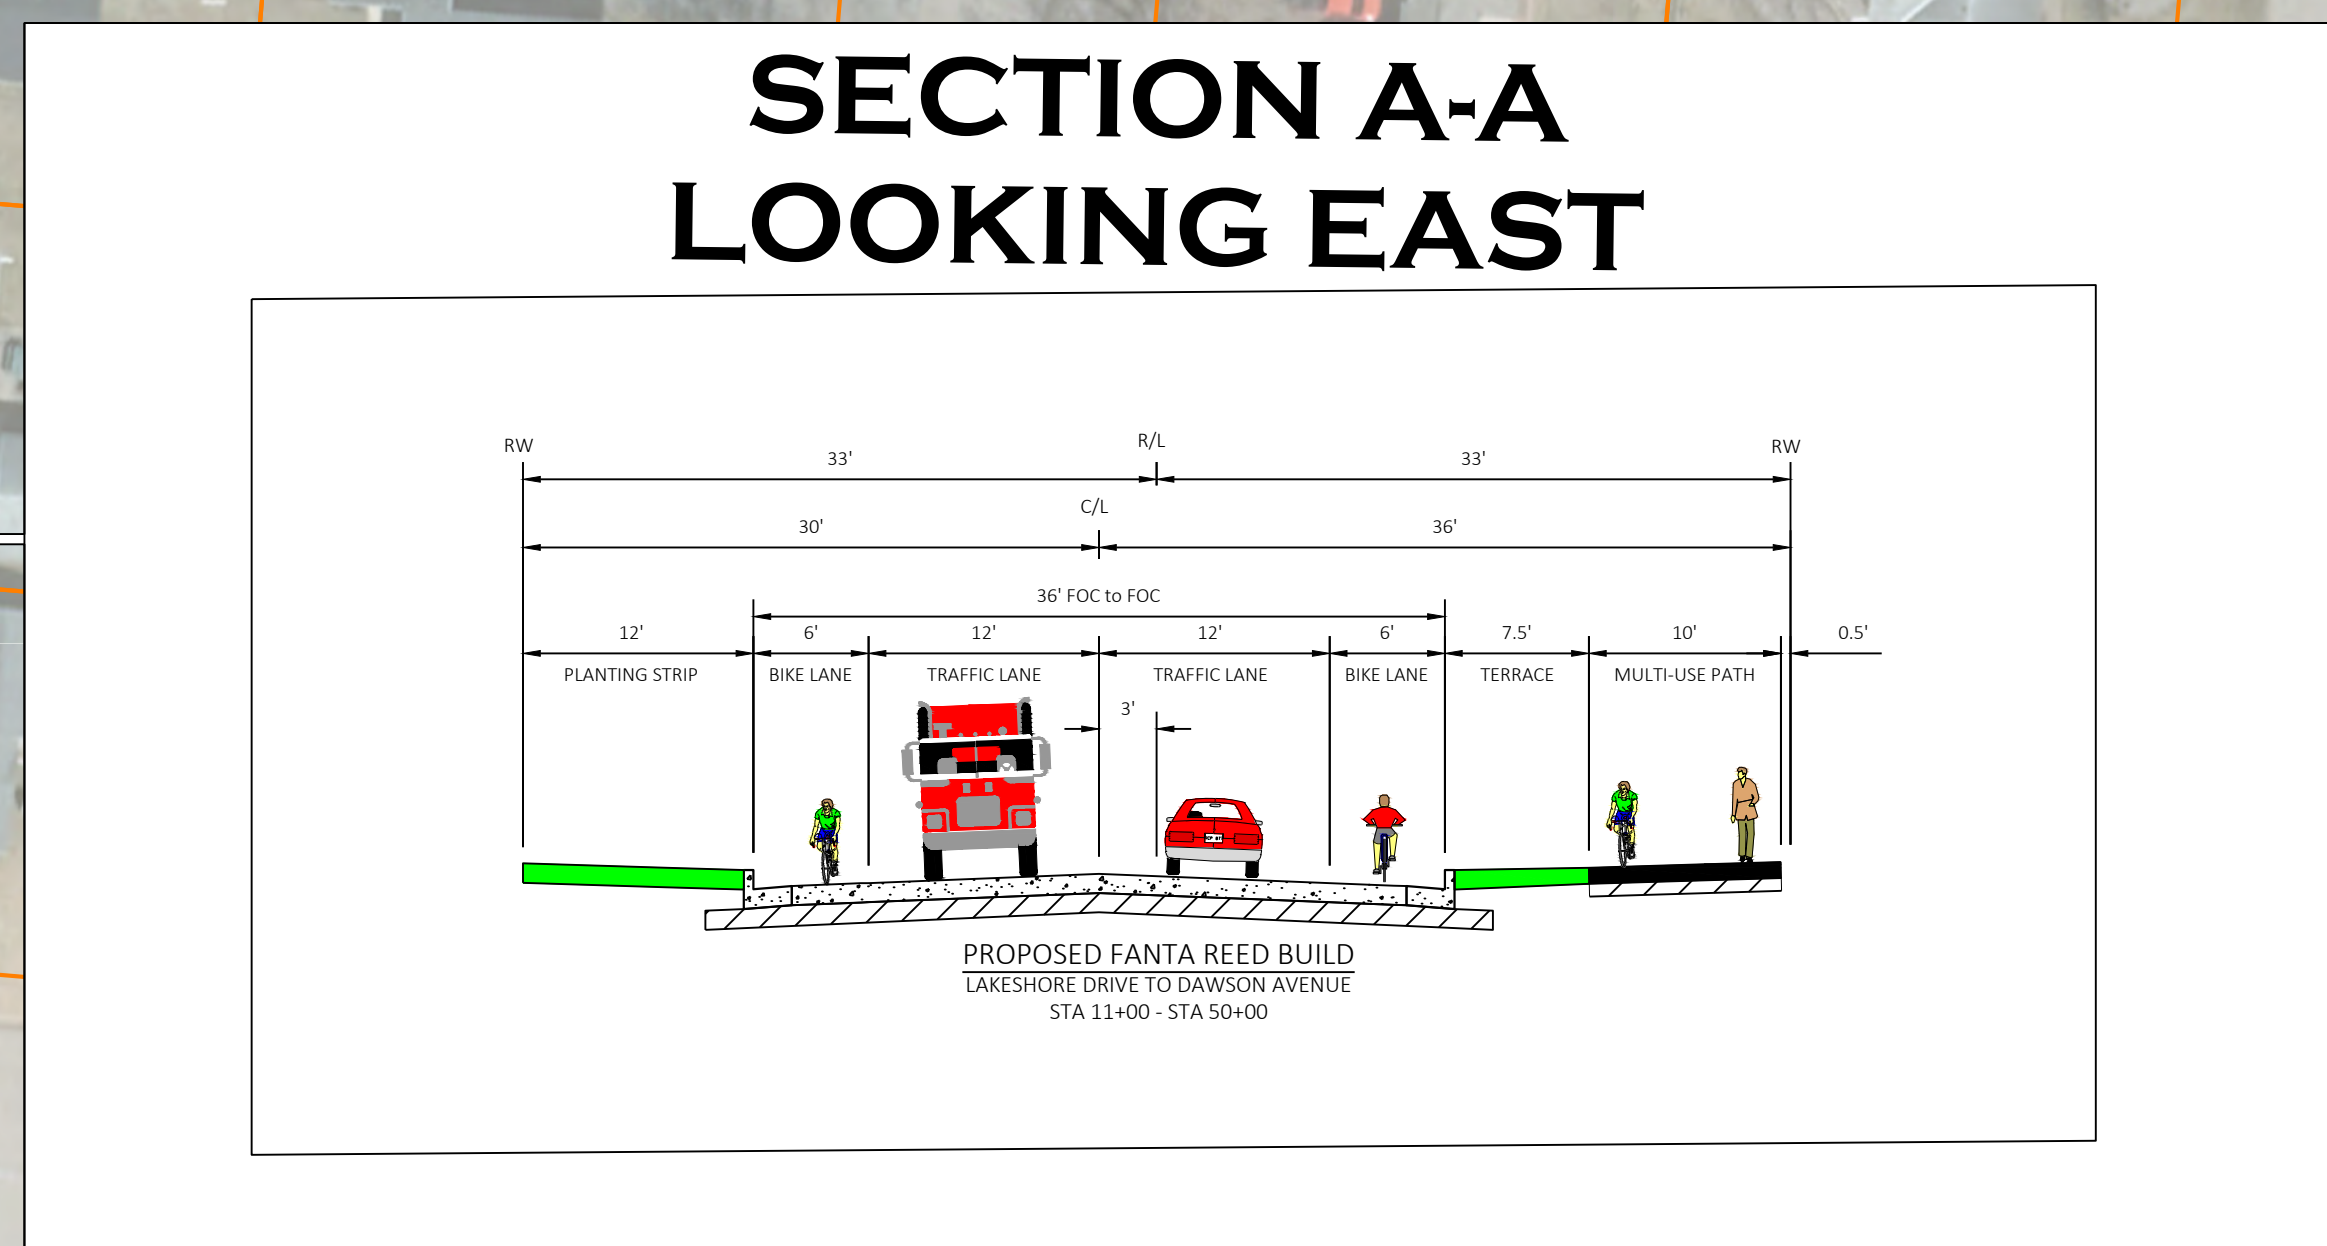 SECTION A-A
LOOKING EAST
RW
R/L
RW
33'
33'
C/L
30'
36'
36' FOC to FOC
12'
6'
12'
12'
6'
7.5'
10'
0.5'
PLANTING STRIP
BIKE LANE
TRAFFIC LANE
TRAFFIC LANE
BIKE LANE
TERRACE
MULTI-USE PATH
3'
PROPOSED FANTA REED BUILD
LAKESHORE DRIVE TO DAWSON AVENUE
STA 11+00 - STA 50+00